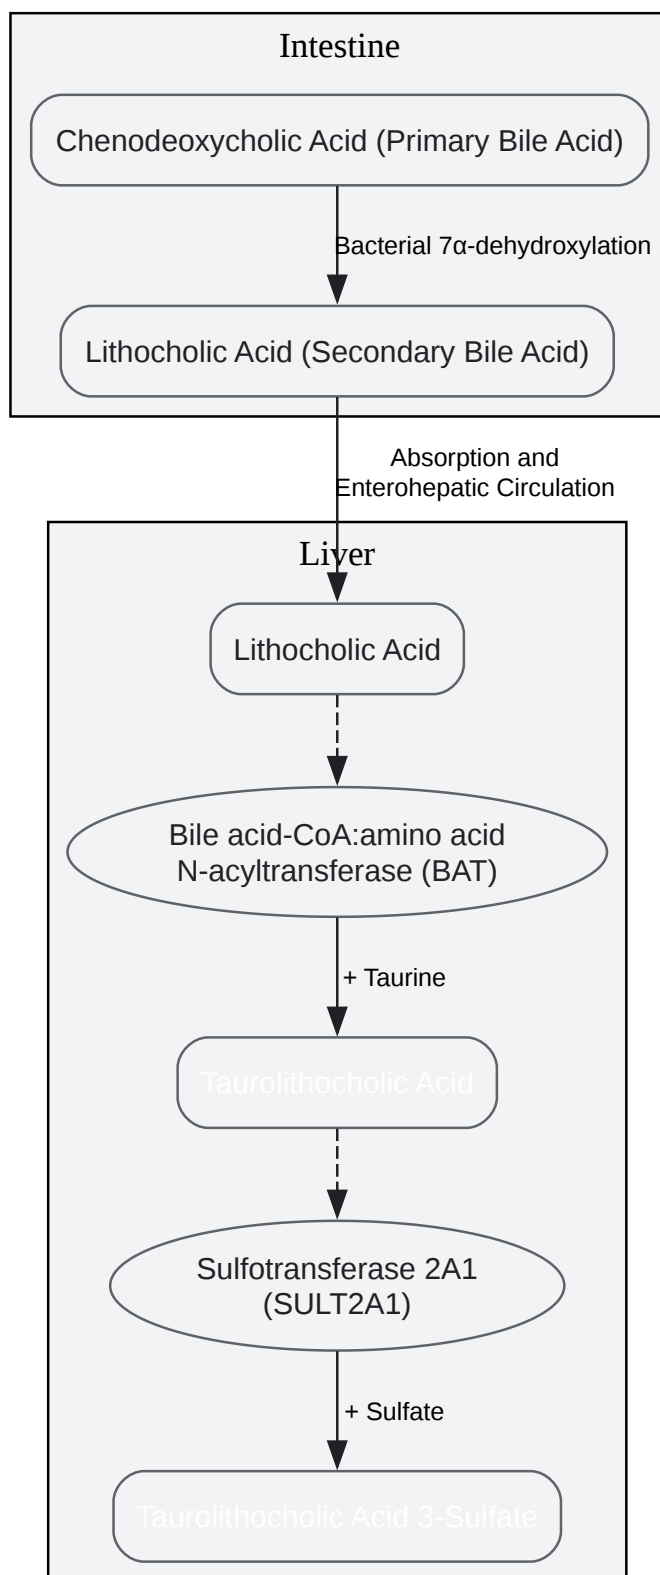 Intestine
Chenodeoxycholic Acid (Primary Bile Acid)
Bacterial 7α-dehydroxylation
Lithocholic Acid (Secondary Bile Acid)
Absorption and
Enterohepatic Circulation
Liver
Lithocholic Acid
Bile acid-CoA:amino acid
N-acyltransferase (BAT)
+ Taurine
Taurolithocholic Acid
Sulfotransferase 2A1
(SULT2A1)
+ Sulfate
Taurolithocholic Acid 3-Sulfate